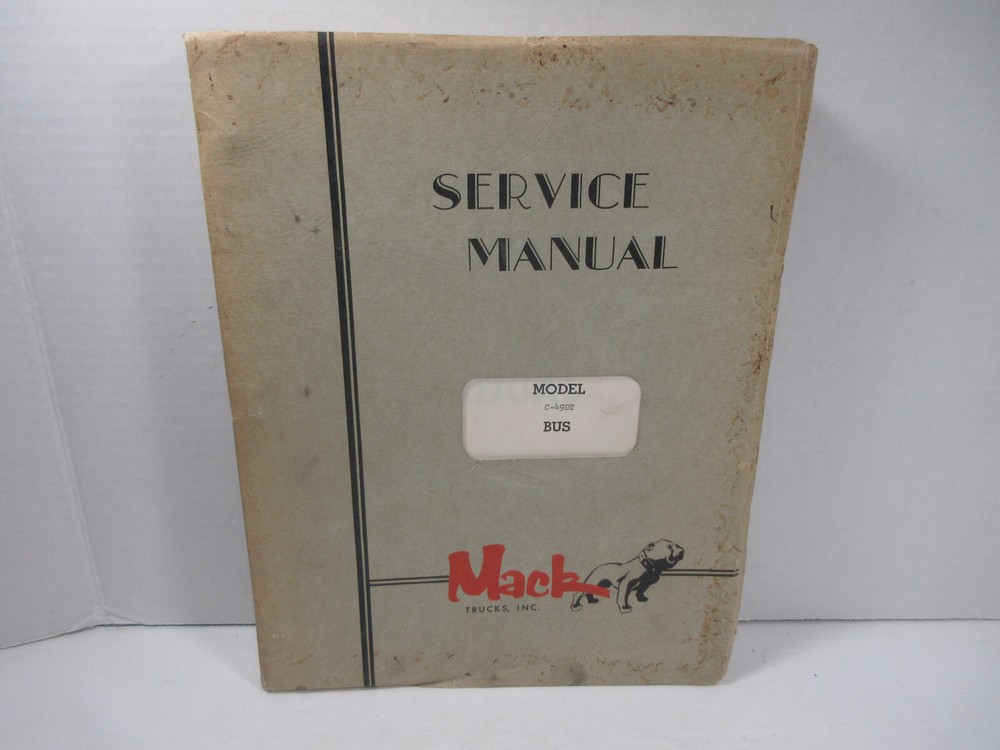 SERVICE
MANUAL
MODEL
C-49DT
BUS
Mack
TRUCKS, INC.